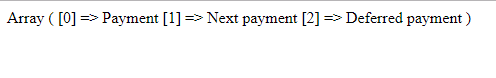 Array ( [0] => Payment [1] => Next payment [2] => Deferred payment )